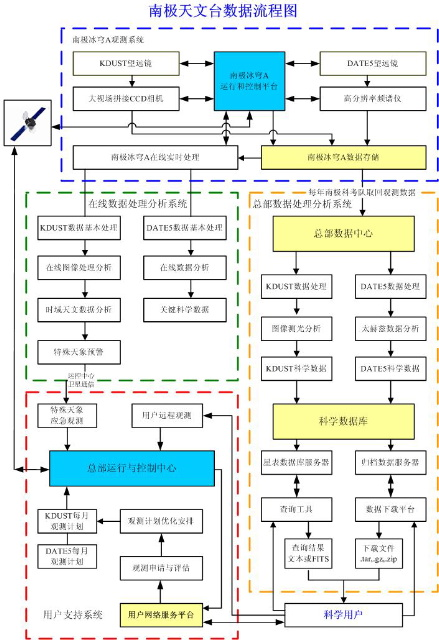 南极天文台数据流程图
南极冰穹A观测系统
KDUST望远镜
南极冰穹A
运行和控制平台
DATE5望远镜
大视场拼接CCD相机
高分辨率频谱仪
南极冰穹A在线实时处理
南极冰穹A数据存储
每年南极科考队取回观测数据
在线数据处理分析系统
总部数据处理分析系统
KDUST数据基本处理
DATE5数据基本处理
总部数据中心
在线图像处理分析
在线数据分析
KDUST数据处理
DATE5数据处理
时域天文数据分析
关键科学数据
图像测光分析
太赫兹数据分析
特殊天象预警
KDUST科学数据
DATE5科学数据
远控中心
卫星通信
特殊天象
应急观测
用户远程观测
科学数据库
总部运行与控制中心
星表数据库服务器
归档数据服务器
KDUST每月
观测计划
观测计划优化安排
查询工具
数据下载平台
DATE5每月
观测计划
观测申请与评估
查询结果
文本或FITS
下载文件
.tar,.gz,.zip
用户支持系统
用户网络服务平台
科学用户